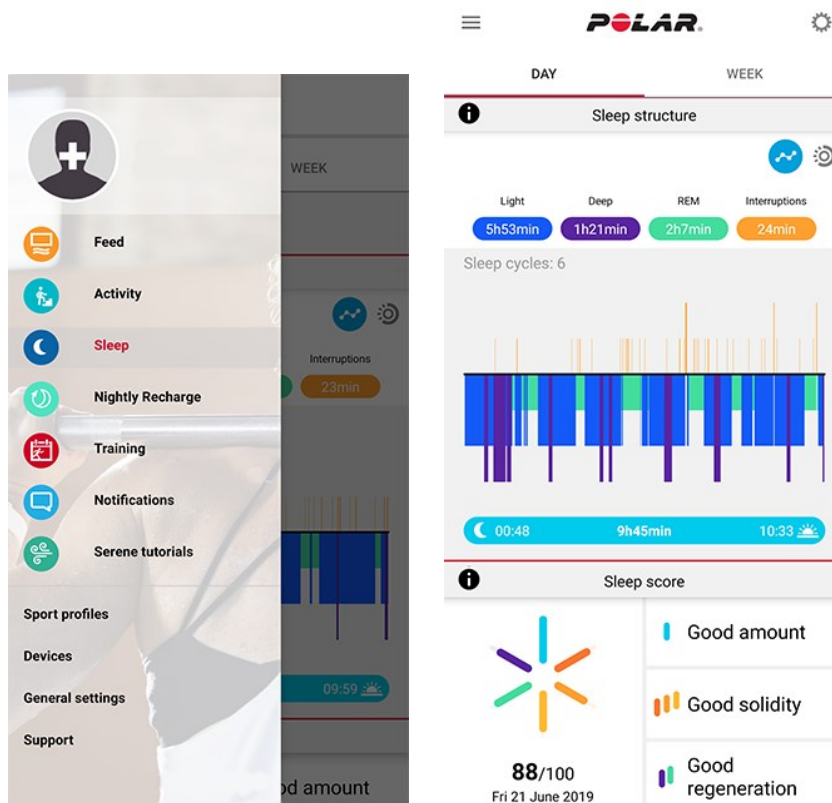 WEEK
Feed
Activity
Sleep
Interruptions
Nightly Recharge
23min
Training
Notifications
Serene tutorials
Sport profiles
Devices
General settings
09:59
Support
od amount
POLAR.
DAY WEEK
i Sleep structure
Light Deep REM Interruptions
5h53min 1h21min 2h7min 24min
Sleep cycles: 6
00:48 9h45min 10:33
i Sleep score
Good amount
Good solidity
88/100
Fri 21 June 2019
Good
regeneration